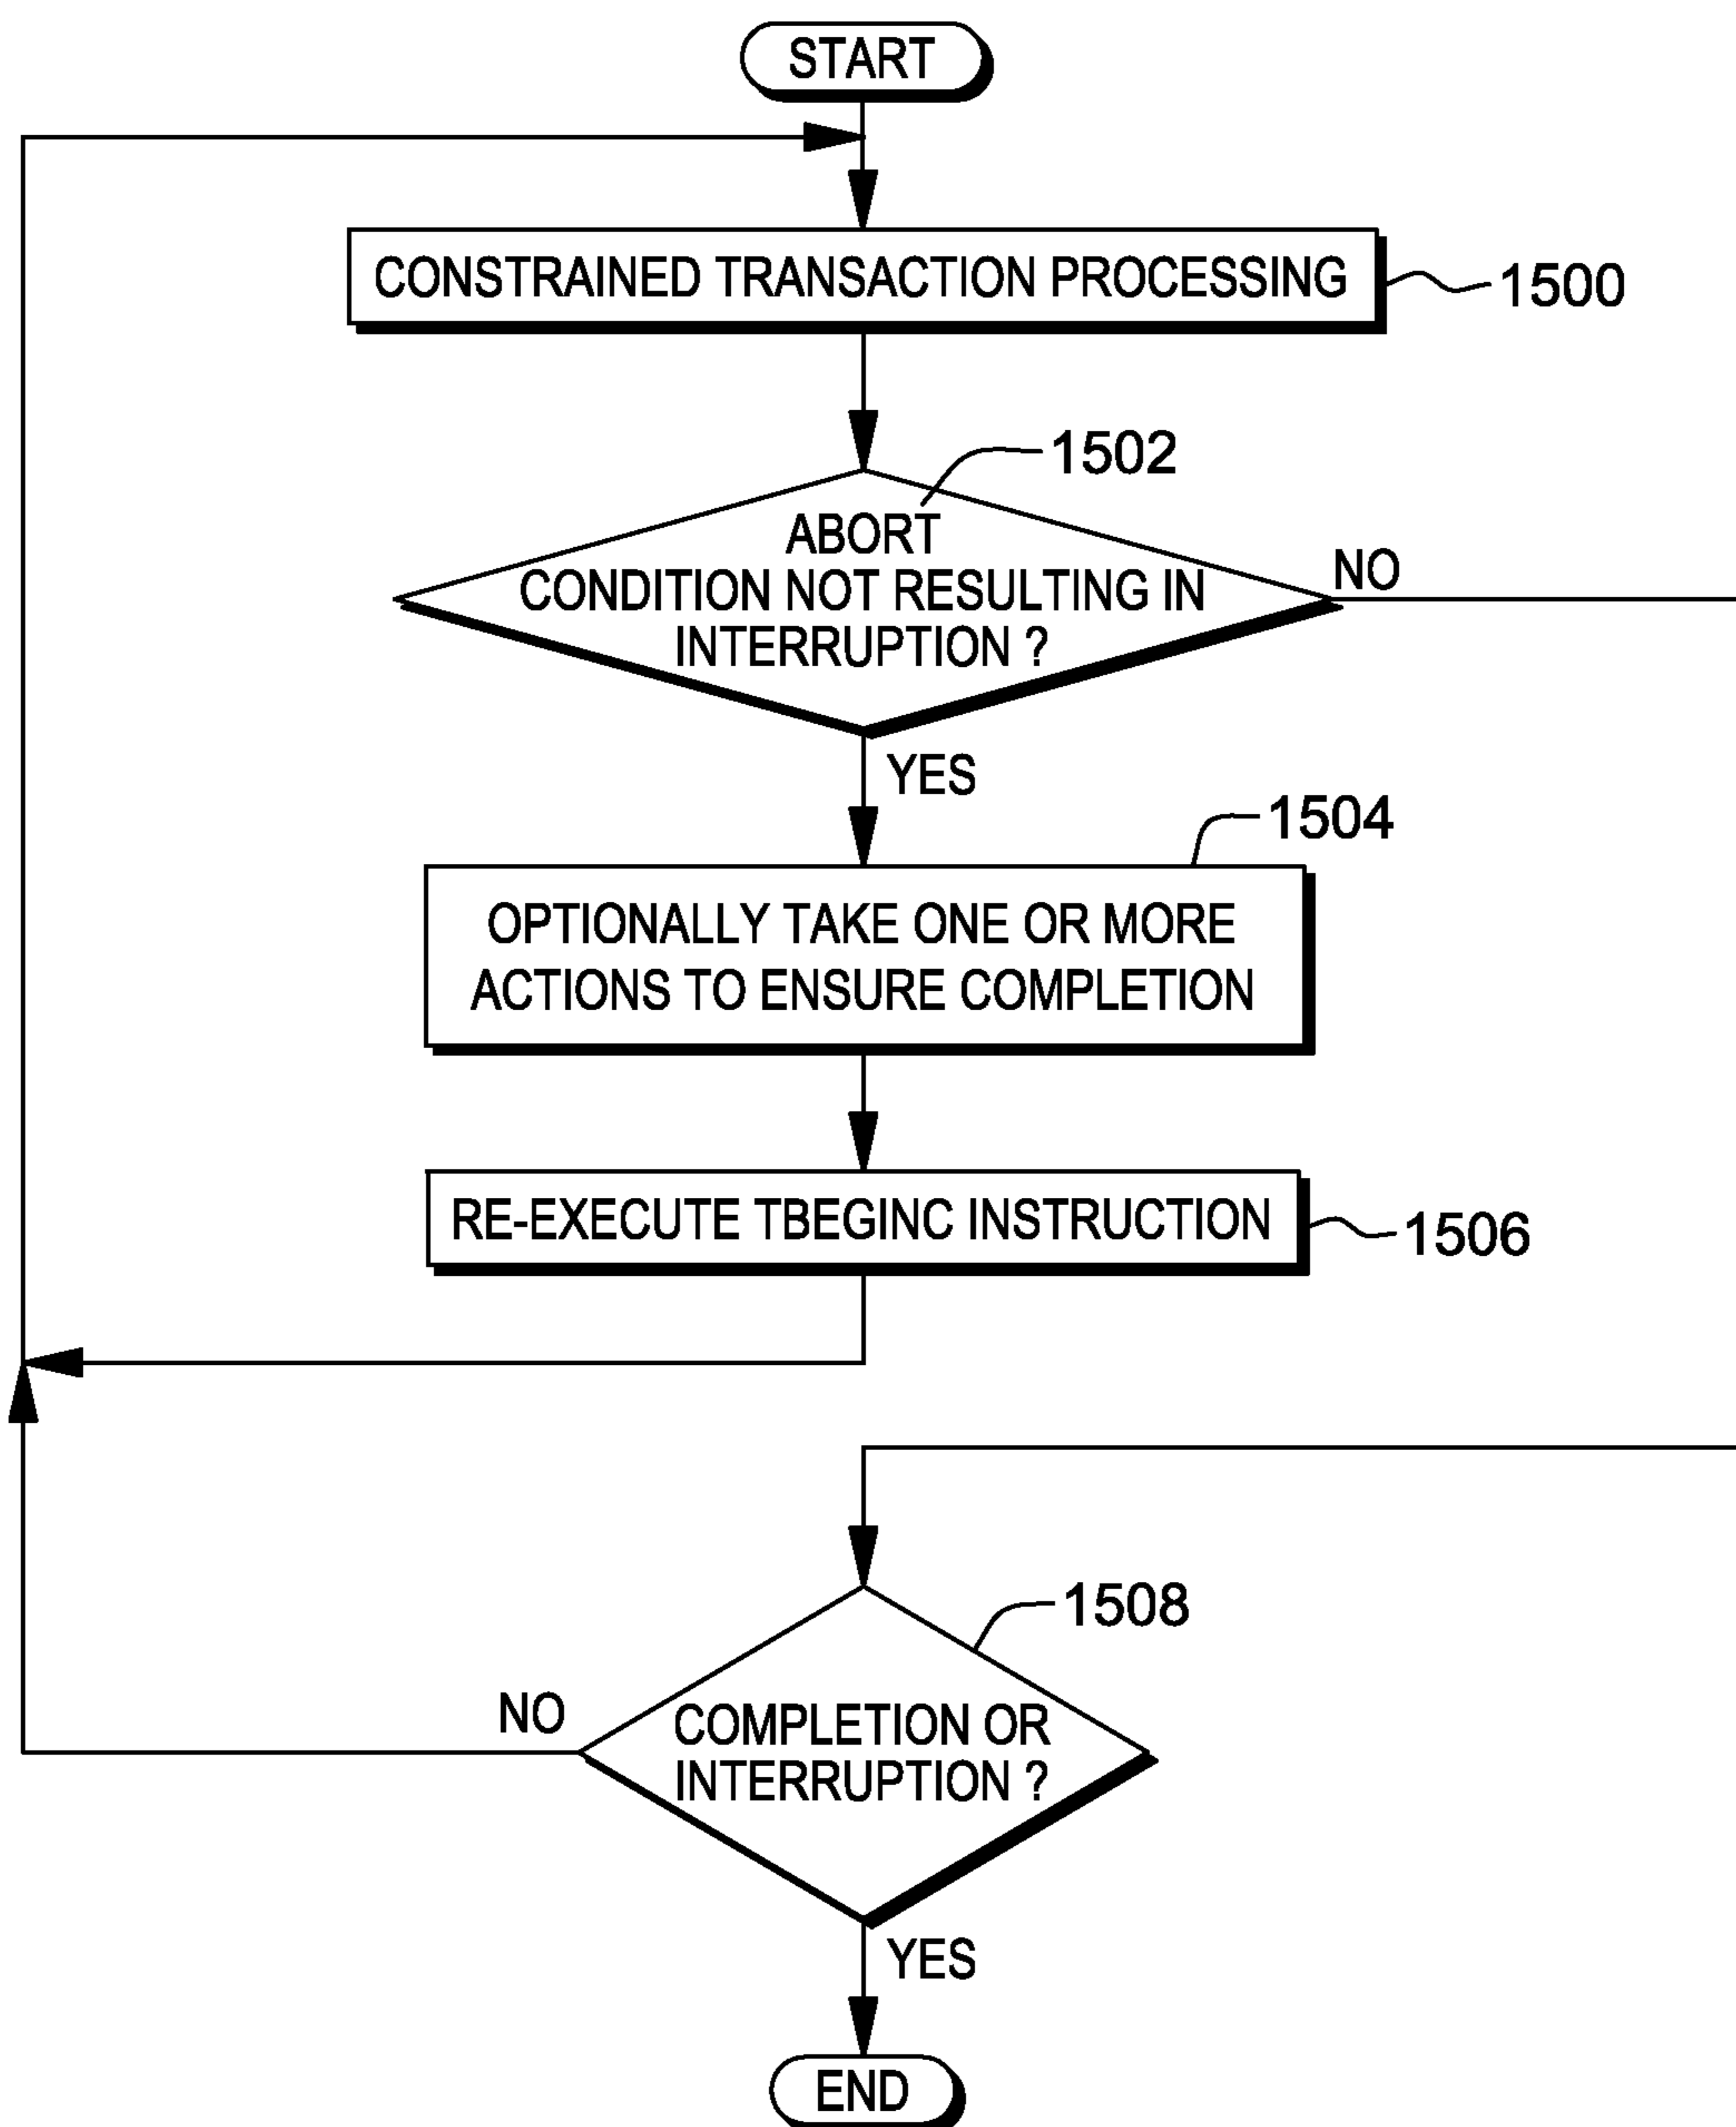 START
CONSTRAINED TRANSACTION PROCESSING
1500
1502
ABORT
CONDITION NOT RESULTING IN
INTERRUPTION ?
NO
YES
1504
OPTIONALLY TAKE ONE OR MORE
ACTIONS TO ENSURE COMPLETION
RE-EXECUTE TBEGINC INSTRUCTION
1506
1508
NO
COMPLETION OR
INTERRUPTION ?
YES
END